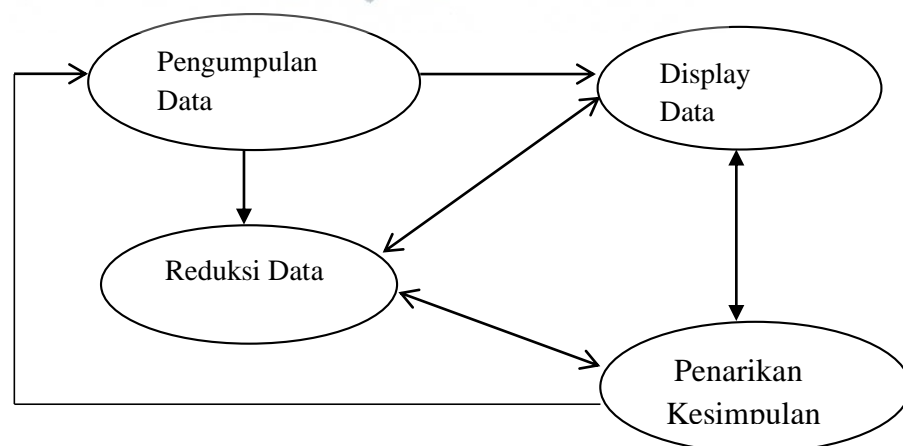 Pengumpulan
Data
Display
Data
Reduksi Data
Penarikan
Kesimpulan